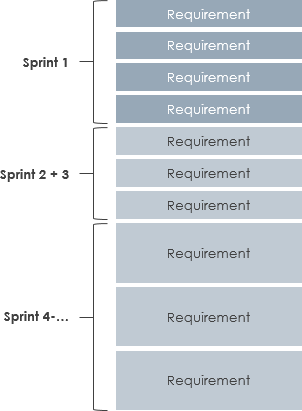 Requirement
Requirement
Sprint 1
Requirement
Requirement
Requirement
Sprint 2 + 3
Requirement
Requirement
Requirement
Sprint 4-...
Requirement
Requirement